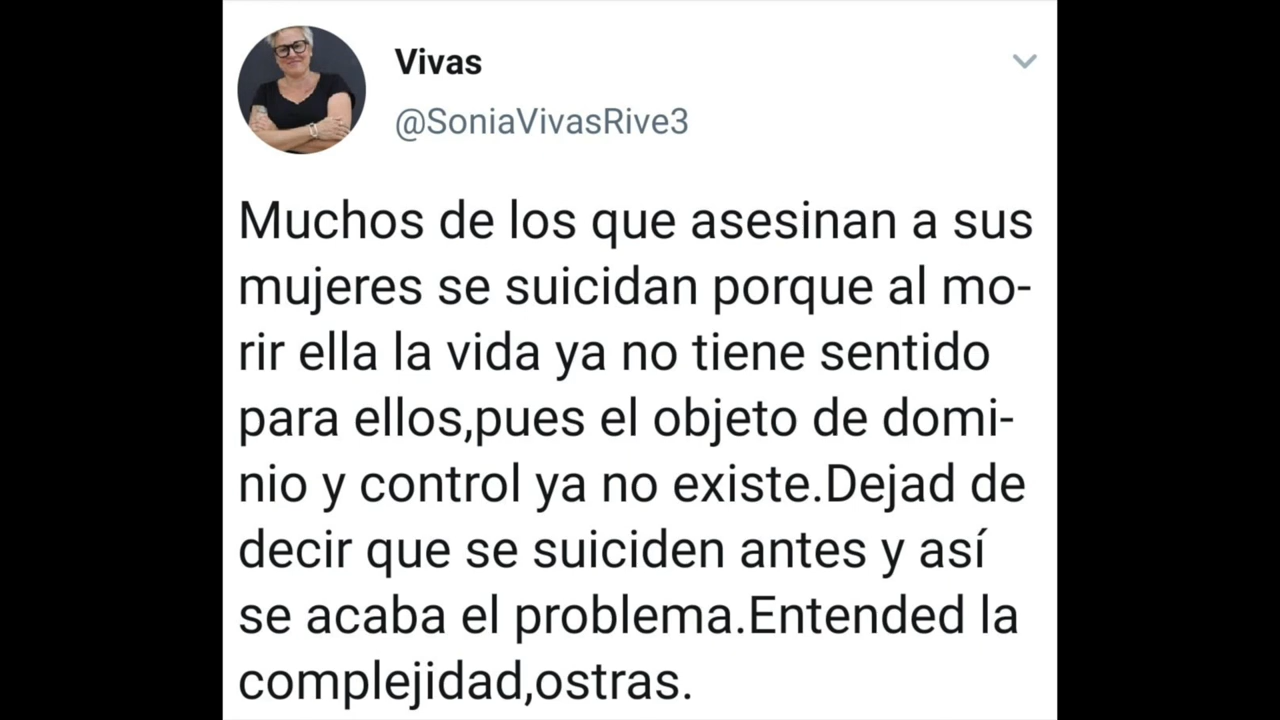 Vivas
@SoniaVivasRive3
Muchos de los que asesinan a sus
mujeres se suicidan porque al mo-
rir ella la vida ya no tiene sentido
para ellos,pues el objeto de domi-
nio y control ya no existe.Dejad de
decir que se suiciden antes y así
se acaba el problema.Entended la
complejidad,ostras.